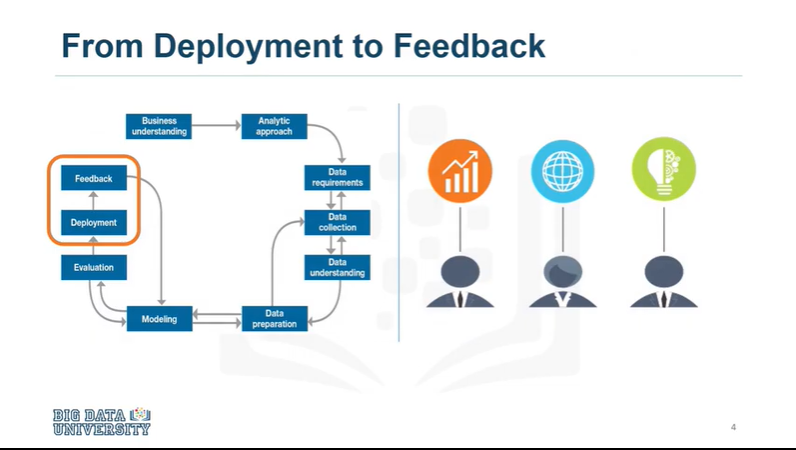 From Deployment to Feedback
Business
understanding
Analytic
approach
Feedback
Data
requirements
Deployment
Data
collection
Evaluation
Data
understanding
Modeling
Data
preparation
BIG DATA
UNIVERSITY
4